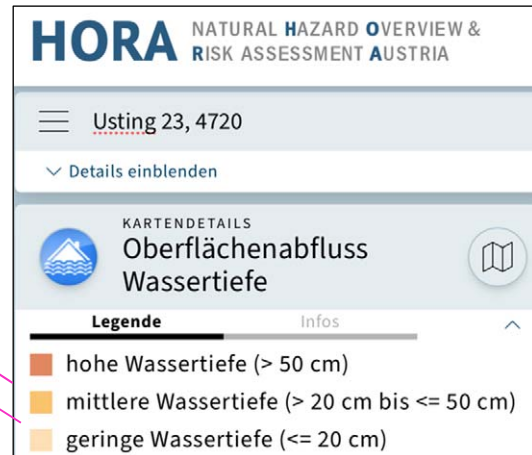 HORA NATURAL HAZARD OVERVIEW &
RISK ASSESSMENT AUSTRIA
Usting 23, 4720
Details einblenden
KARTENDETAILS
Oberflächenabfluss
Wassertiefe
Legende Infos
hohe Wassertiefe (> 50 cm)
mittlere Wassertiefe (> 20 cm bis <= 50 cm)
geringe Wassertiefe (<= 20 cm)